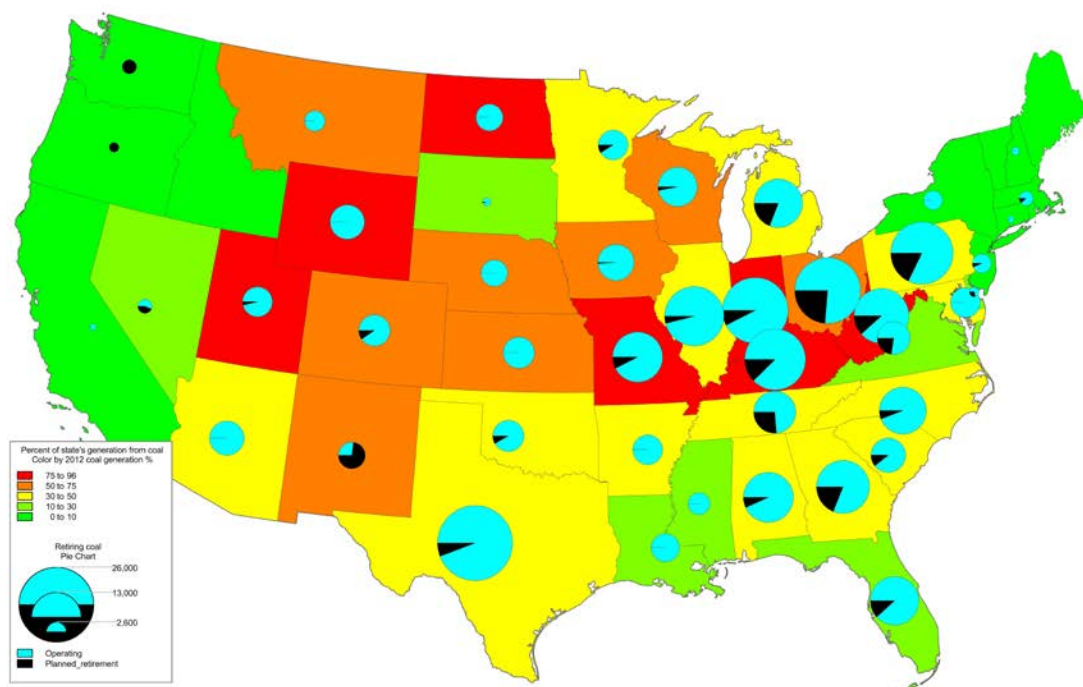 Percent of state's generation from coal
Color by 2012 coal generation %
75 to 96
50 to 75
30 to 50
10 to 30
0 to 10
Retiring coal
Pie Chart
26,000
13,000
2,600
Operating
Planned_retirement